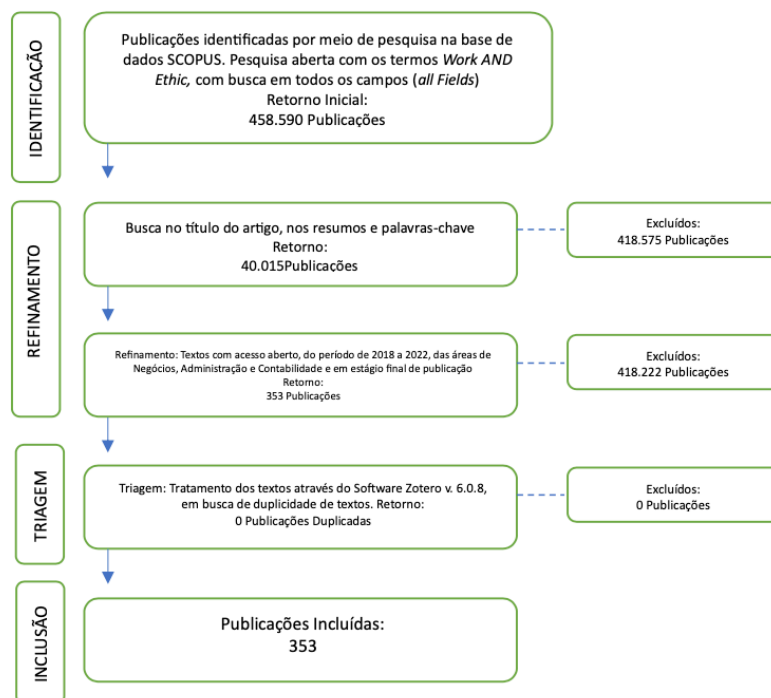 IDENTIFICAÇÃO
Publicações identificadas por meio de pesquisa na base de
dados SCOPUS. Pesquisa aberta com os termos Work AND
Ethic, com busca em todos os campos (all Fields)
Retorno Inicial:
458.590 Publicações
REFINAMENTO
Busca no título do artigo, nos resumos e palavras-chave
Retorno:
40.015Publicações
Excluídos:
418.575 Publicações
Refinamento: Textos com acesso aberto, do período de 2018 a 2022, das áreas de
Negócios, Administração e Contabilidade e em estágio final de publicação
Retorno:
353 Publicações
Excluídos:
418.222 Publicações
TRIAGEM
Triagem: Tratamento dos textos através do Software Zotero v. 6.0.8,
em busca de duplicidade de textos. Retorno:
0 Publicações Duplicadas
Excluídos:
0 Publicações
INCLUSÃO
Publicações Incluídas:
353